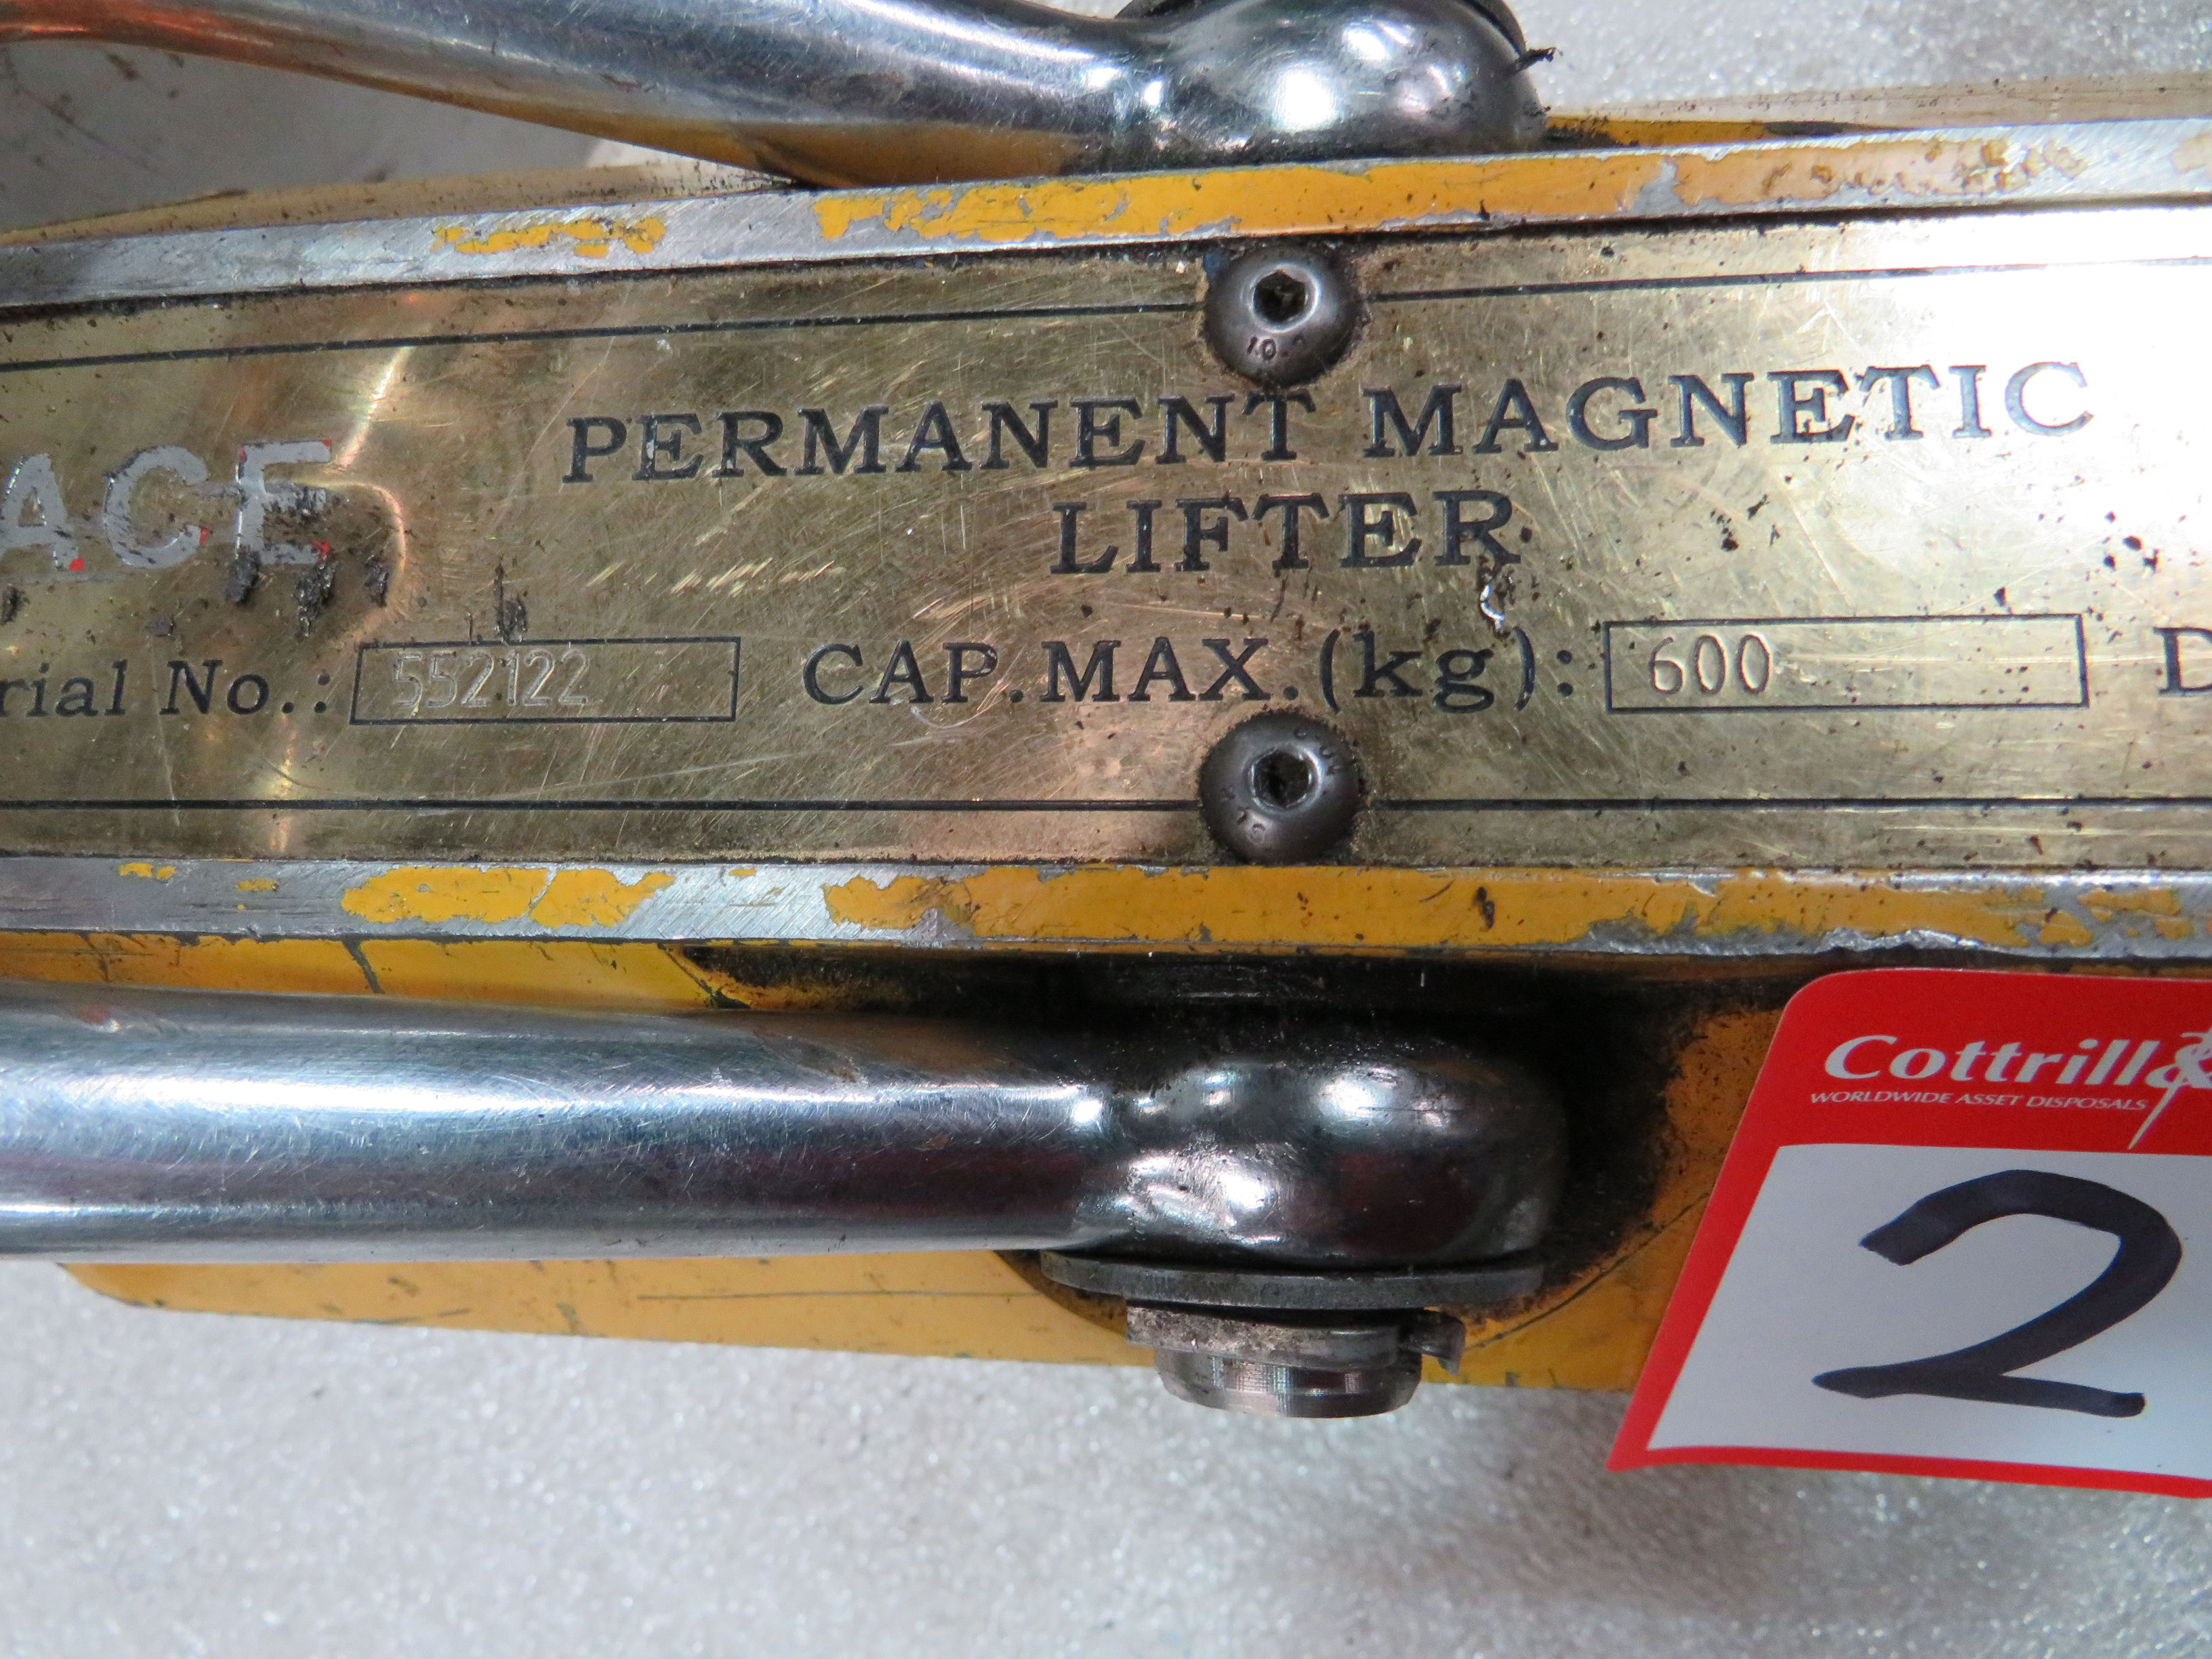 PERMANENT MAGNETIC
ACE
LIFTER
rial No.: 552122 CAP.MAX.(kg): 600 D
Cottrill&
WORLDWIDE ASSET DISPOSALS
2